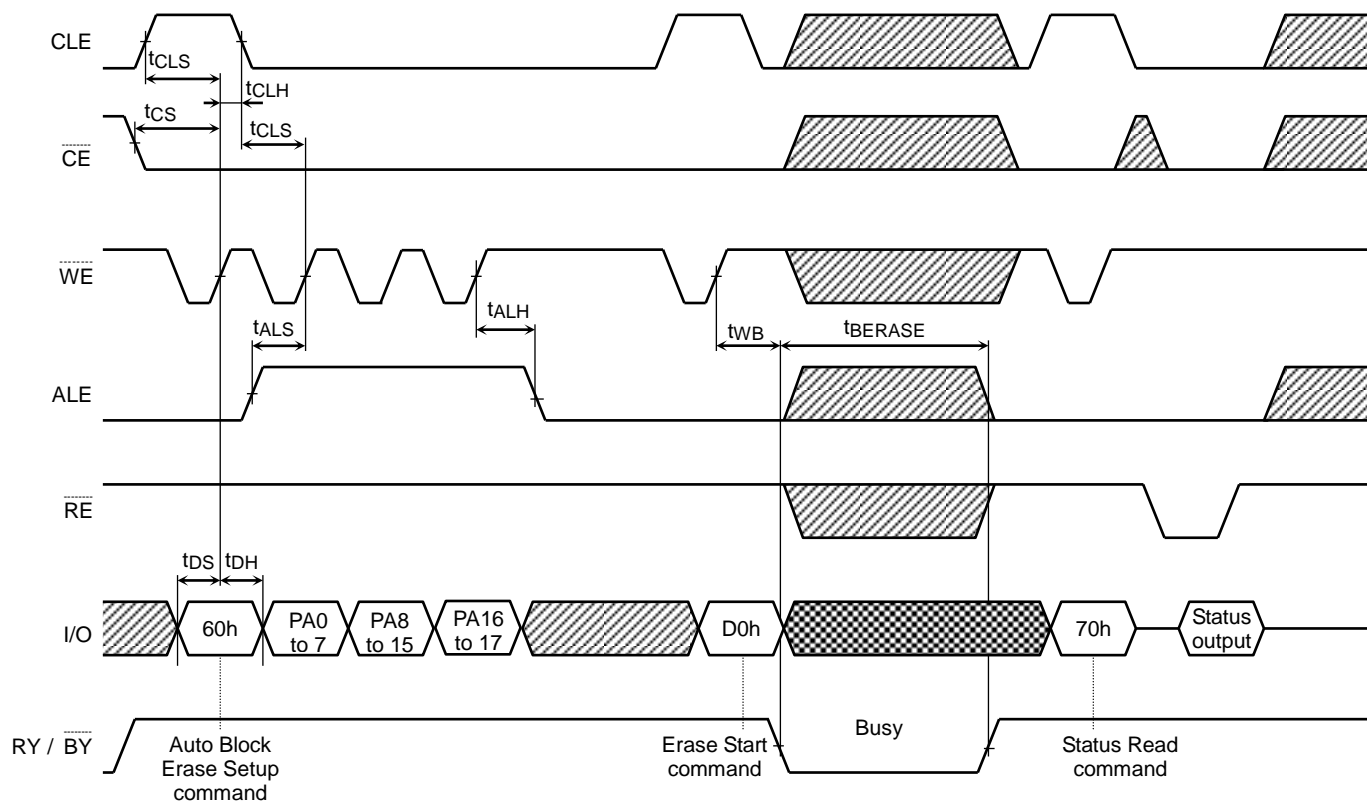 CLE
tCLS
tCLH
tCS
tCLS
CE
WE
tALS
tALH
tWB
tBERASE
ALE
RE
tDS
tDH
I/O
60h
PA0
to 7
PA8
to 15
PA16
to 17
D0h
70h
Status
output
RY / BY
Busy
Auto Block
Erase Setup
command
Erase Start
command
Status Read
command